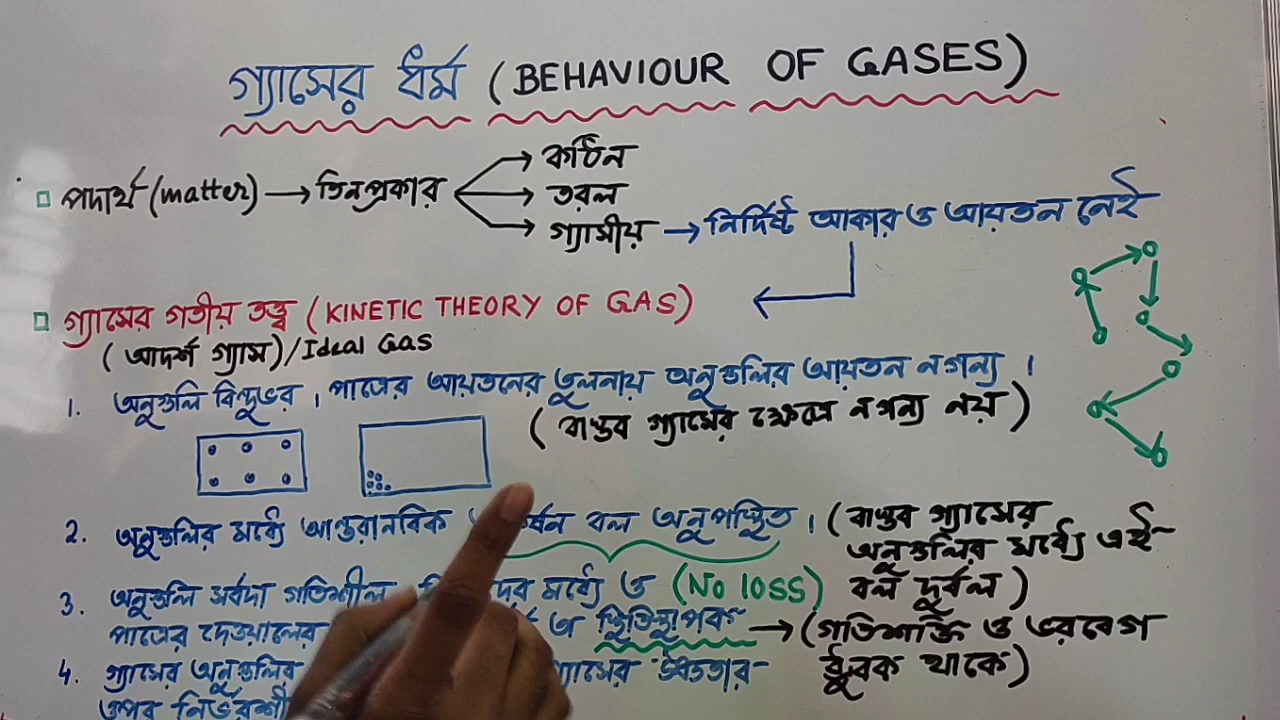 গ্যাসের ধর্ম (BEHAVIOUR OF GASES)
কঠিন
পদার্থ (matter) → তিনপ্রকার → তরল
গ্যাসীয় → নির্দিষ্ট আকার ও আয়তন নেই
গ্যাসের গতীয় তত্ত্ব (KINETIC THEORY OF GAS)
(আদর্শ গ্যাস)/Ideal Gas
1. অনুগুলি বিন্দুভর। পাত্রের আয়তনের তুলনায় অনুগুলির আয়তন নগন্য।
(বাস্তব গ্যাসের ক্ষেত্রে নগন্য নয়)
2. অনুগুলির মধ্যে আন্তরানবিক বল অনুপস্থিত। (বাস্তব গ্যাসের
অনুগুলির মধ্যে এই
বল দুর্বল)
3. অনুগুলি সর্বদা গতিশীল মধ্যে ও (No loss)
পাত্রের দেওয়ালের স্থিতিস্থাপক → (গতিশক্তি ও ভরবেগ
ধ্রুবক থাকে)
4. গ্যাসের অনুগুলির গ্যাসের উষ্ণতার
ওপর